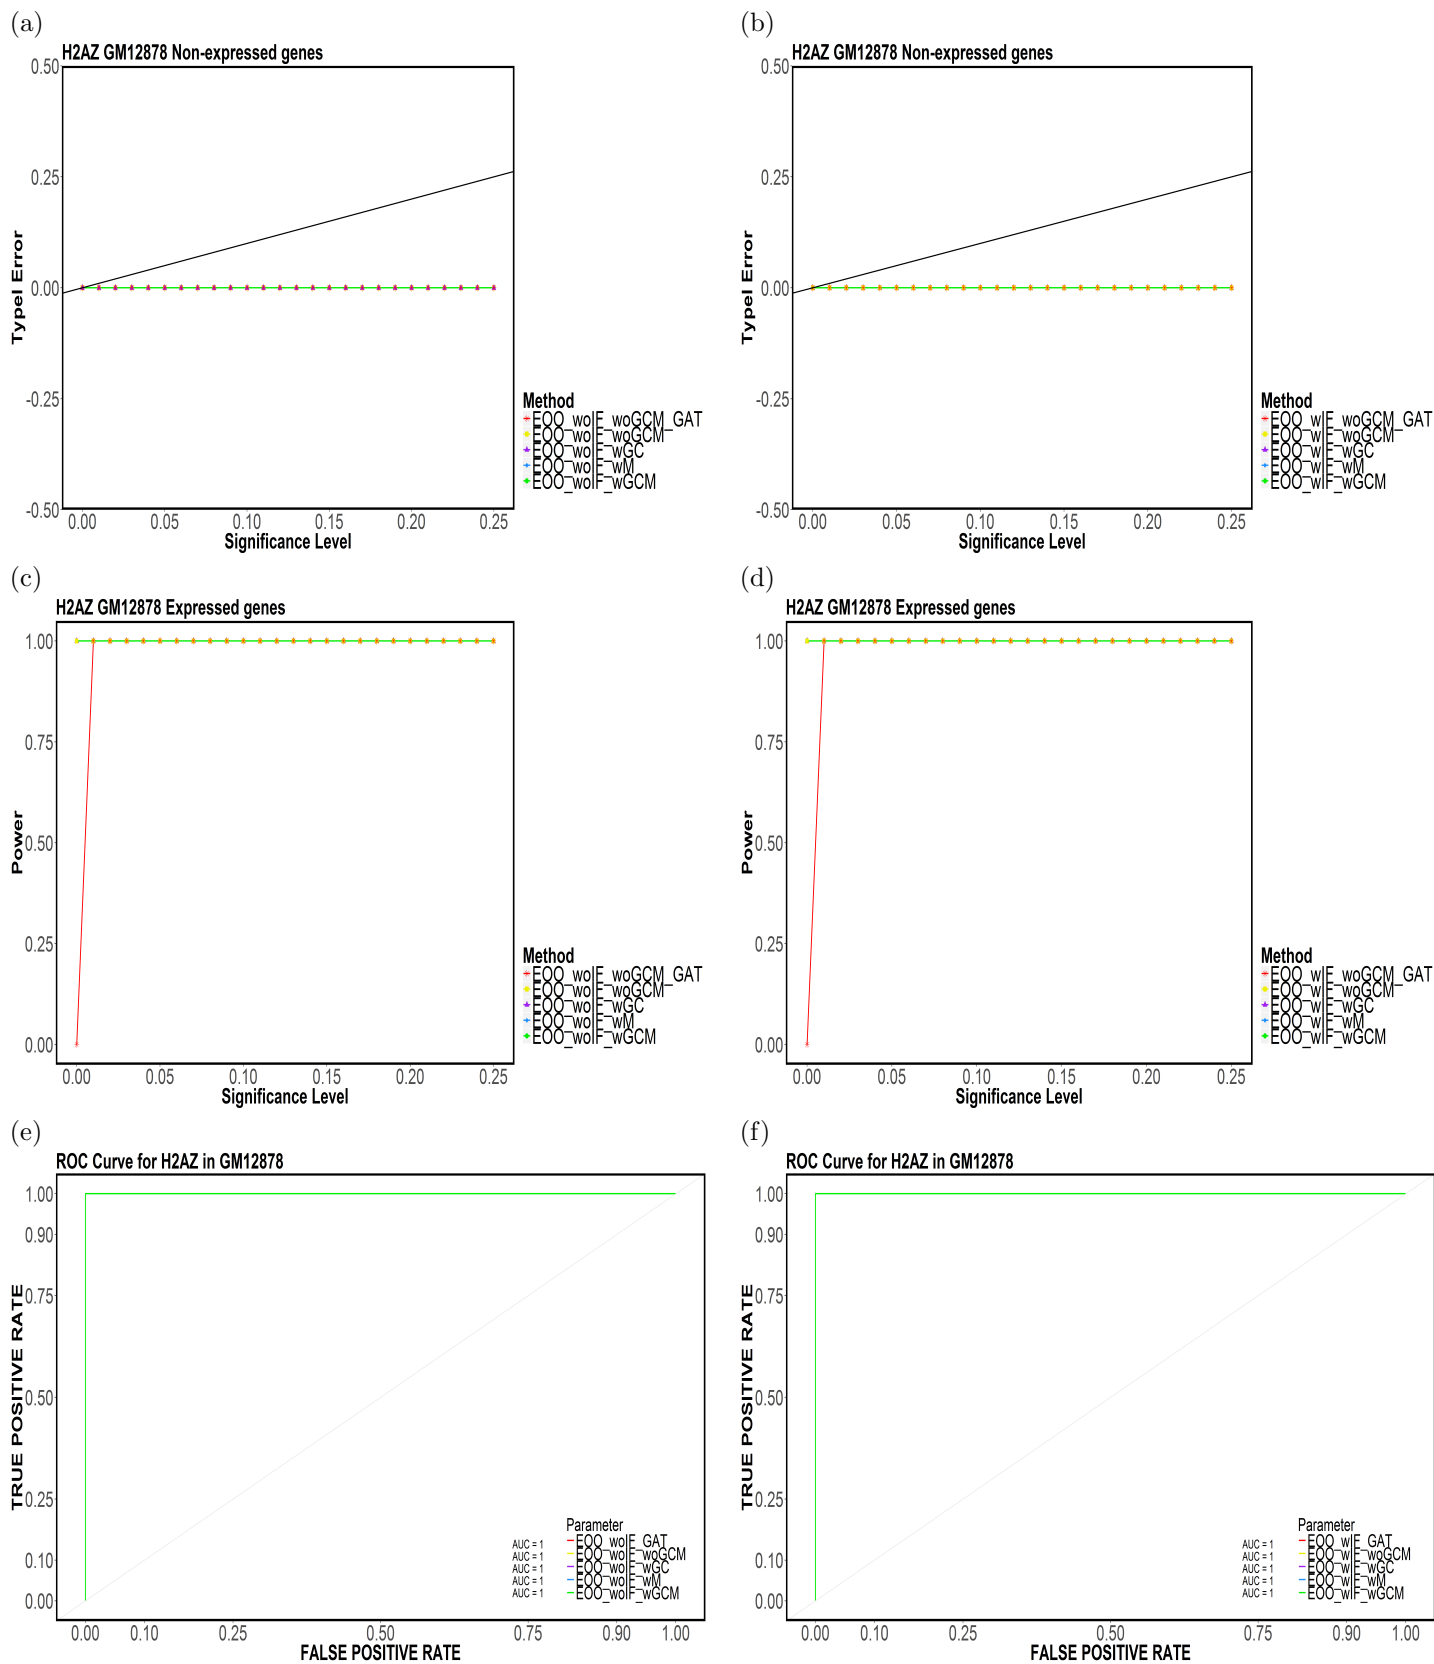 (a)
H2AZ GM12878 Non-expressed genes
0.50
0.25
0.00
-0.25
-0.50
TypeI Error
0.00 0.05 0.10 0.15 0.20 0.25
Significance Level
Method
EOO_woIF_woGCM_GAT
EOO_woIF_woGCM
EOO_woIF_wGC
EOO_woIF_wM
EOO_woIF_wGCM
(b)
H2AZ GM12878 Non-expressed genes
0.50
0.25
0.00
-0.25
-0.50
TypeI Error
0.00 0.05 0.10 0.15 0.20 0.25
Significance Level
Method
EOO_wIF_woGCM_GAT
EOO_wIF_woGCM
EOO_wIF_wGC
EOO_wIF_wM
EOO_wIF_wGCM
(c)
H2AZ GM12878 Expressed genes
1.00
0.75
0.50
0.25
0.00
Power
0.00 0.05 0.10 0.15 0.20 0.25
Significance Level
Method
EOO_woIF_woGCM_GAT
EOO_woIF_woGCM
EOO_woIF_wGC
EOO_woIF_wM
EOO_woIF_wGCM
(d)
H2AZ GM12878 Expressed genes
1.00
0.75
0.50
0.25
0.00
Power
0.00 0.05 0.10 0.15 0.20 0.25
Significance Level
Method
EOO_wIF_woGCM_GAT
EOO_wIF_woGCM
EOO_wIF_wGC
EOO_wIF_wM
EOO_wIF_wGCM
(e)
ROC Curve for H2AZ in GM12878
1.00
0.90
0.75
0.50
0.25
0.10
0.00
TRUE POSITIVE RATE
0.00 0.10 0.25 0.50 0.75 0.90 1.00
FALSE POSITIVE RATE
Parameter
AUC = 1 EOO_woIF_GAT
AUC = 1 EOO_woIF_woGCM
AUC = 1 EOO_woIF_wGC
AUC = 1 EOO_woIF_wM
AUC = 1 EOO_woIF_wGCM
(f)
ROC Curve for H2AZ in GM12878
1.00
0.90
0.75
0.50
0.25
0.10
0.00
TRUE POSITIVE RATE
0.00 0.10 0.25 0.50 0.75 0.90 1.00
FALSE POSITIVE RATE
Parameter
AUC = 1 EOO_wIF_GAT
AUC = 1 EOO_wIF_woGCM
AUC = 1 EOO_wIF_wGC
AUC = 1 EOO_wIF_wM
AUC = 1 EOO_wIF_wGCM